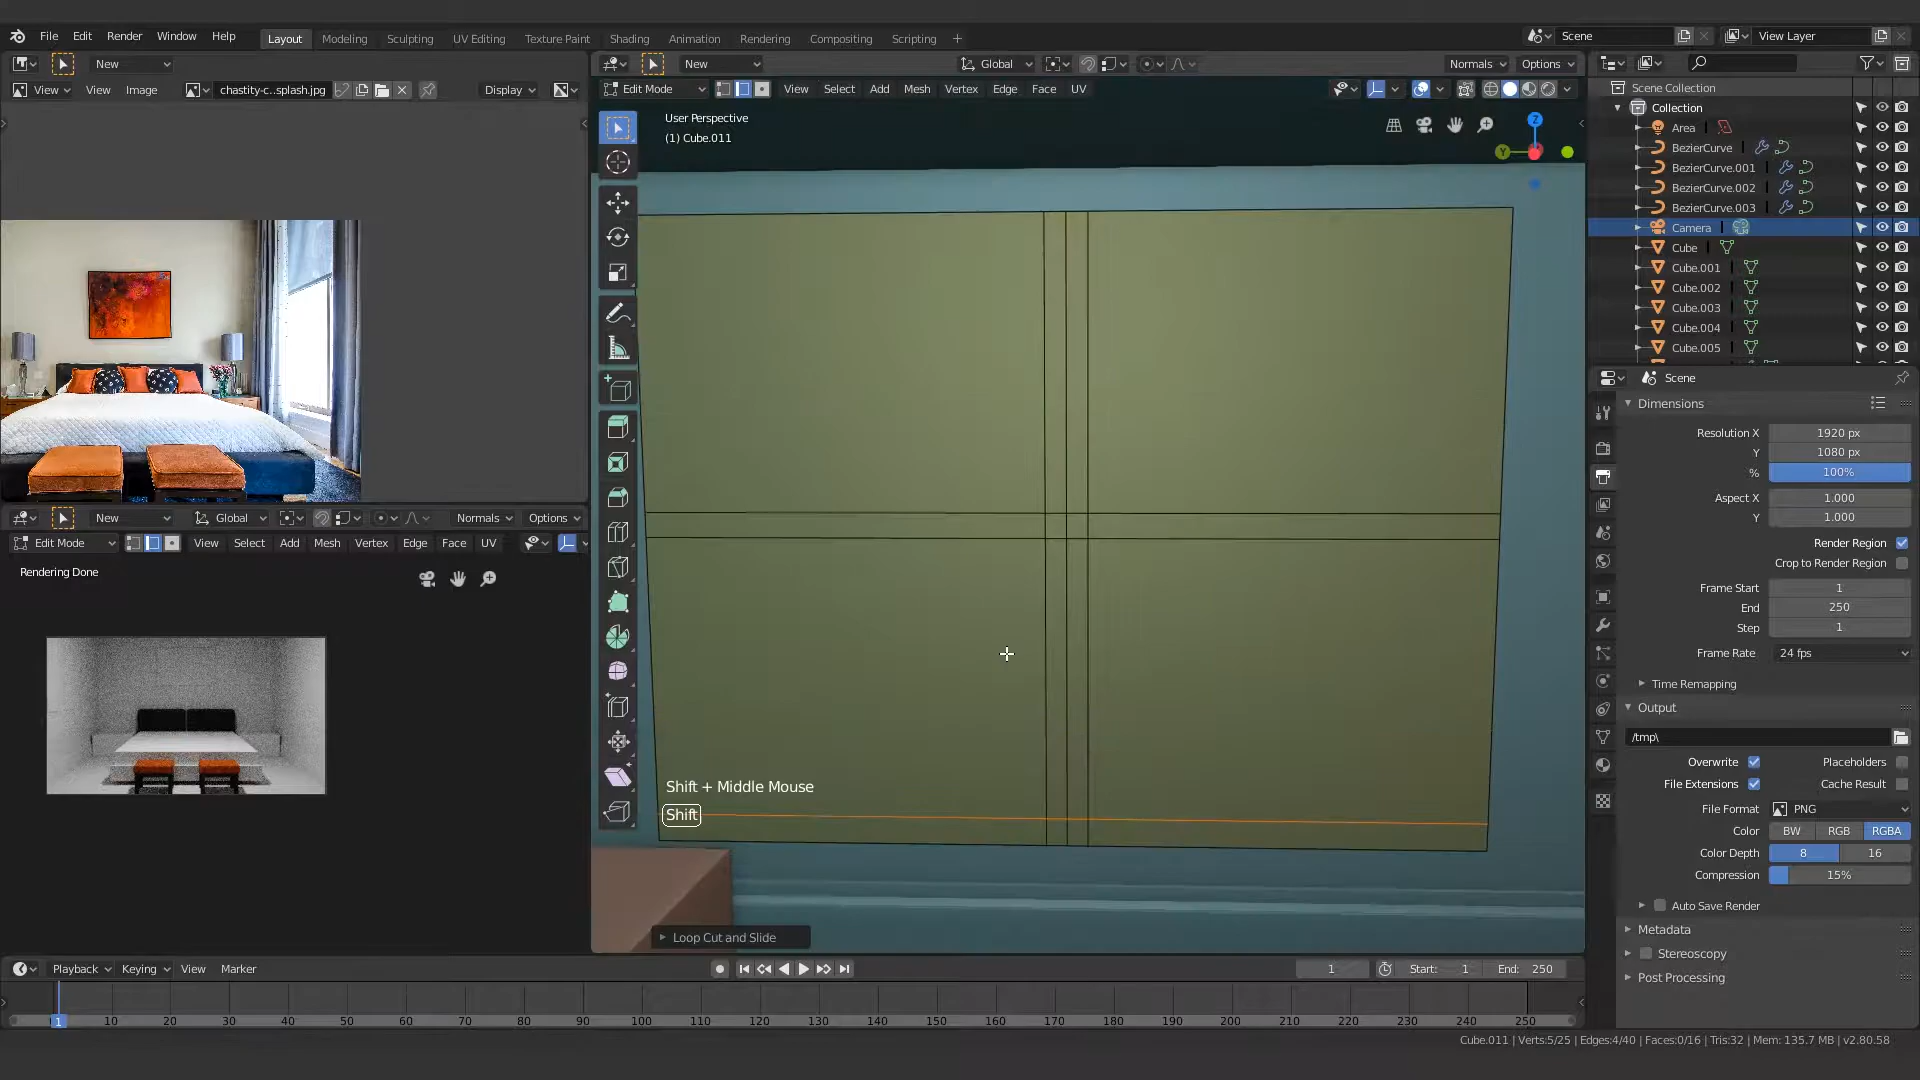 File Edit Render Window Help Layout Modeling Sculpting UV Editing Texture Paint Shading Animation Rendering Compositing Scripting + Scene View Layer
New
View View Image chastity-c..splash.jpg Display
New Global Normals Options
Edit Mode View Select Add Mesh Vertex Edge Face UV
User Perspective
(1) Cube.011
Z
Y
Shift + Middle Mouse
Shift
Loop Cut and Slide
New Global Normals Options
Edit Mode View Select Add Mesh Vertex Edge Face UV
Rendering Done
Scene Collection
Collection
Area
BezierCurve
BezierCurve.001
BezierCurve.002
BezierCurve.003
Camera
Cube
Cube.001
Cube.002
Cube.003
Cube.004
Cube.005
Scene
Dimensions
Resolution X 1920 px
Y 1080 px
% 100%
Aspect X 1.000
Y 1.000
Render Region
Crop to Render Region
Frame Start 1
End 250
Step 1
Frame Rate 24 fps
Time Remapping
Output
/tmp\
Overwrite Placeholders
File Extensions Cache Result
File Format PNG
Color BW RGB RGBA
Color Depth 8 16
Compression 15%
Auto Save Render
Metadata
Stereoscopy
Post Processing
Playback Keying View Marker 1 Start: 1 End: 250
1 10 20 30 40 50 60 70 80 90 100 110 120 130 140 150 160 170 180 190 200 210 220 230 240 250
Cube.011 | Verts:5/25 | Edges:4/40 | Faces:0/16 | Tris:32 | Mem: 135.7 MB | v2.80.58